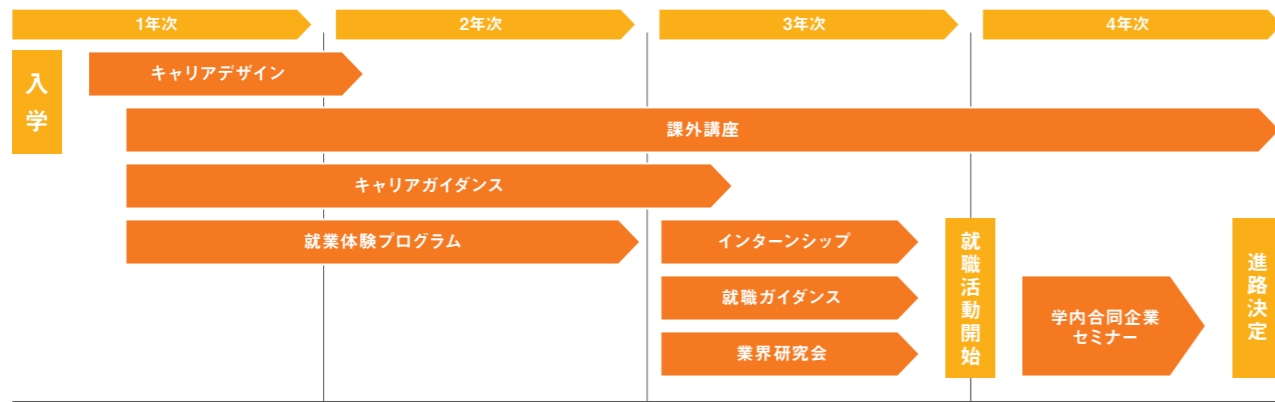 1年次
2年次
3年次
4年次
入学
キャリアデザイン
課外講座
キャリアガイダンス
就業体験プログラム
インターンシップ
就職ガイダンス
業界研究会
就職活動開始
学内合同企業
セミナー
進路決定